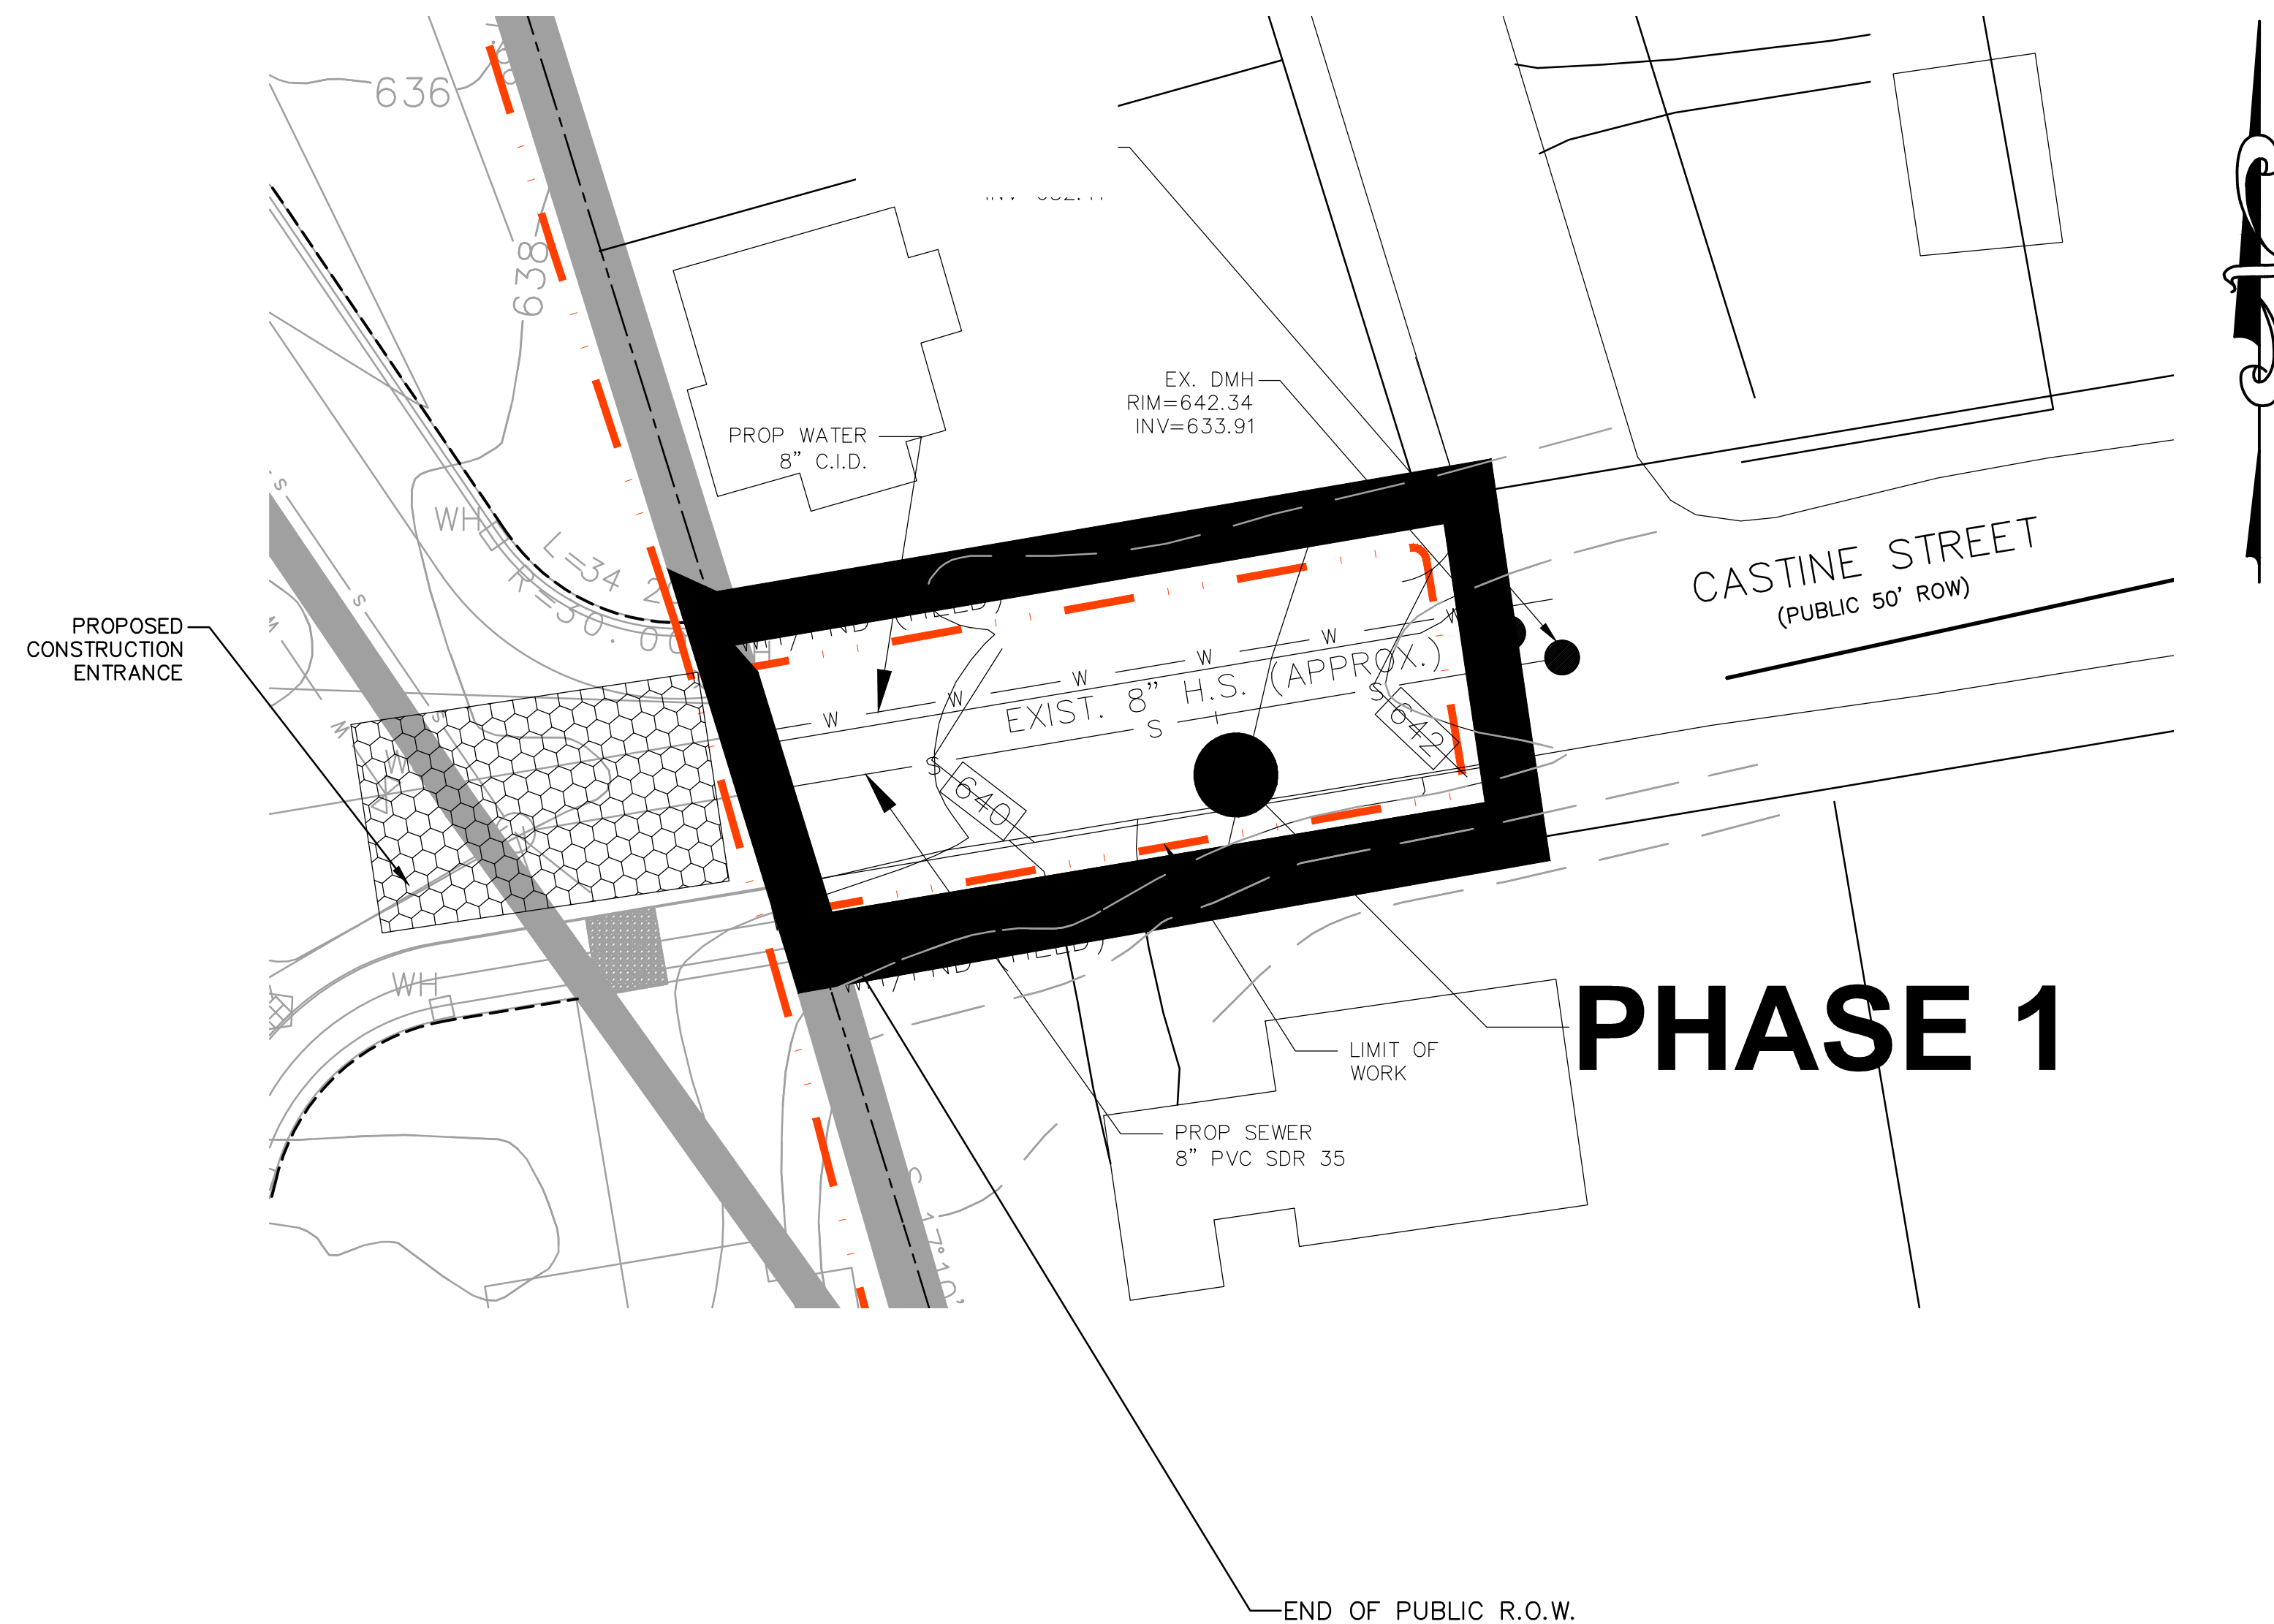 636
638
EX. DMH
RIM=642.34
INV=633.91
PROP WATER
8" C.I.D.
WH
L=34
R=50.00
CASTINE STREET
(PUBLIC 50' ROW)
PROPOSED
CONSTRUCTION
ENTRANCE
W W W W W W
EXIST. 8" H.S. (APPROX.)
S
S
S
642
640
S
S
S
W
WH
PHASE 1
LIMIT OF
WORK
PROP SEWER
8" PVC SDR 35
END OF PUBLIC R.O.W.